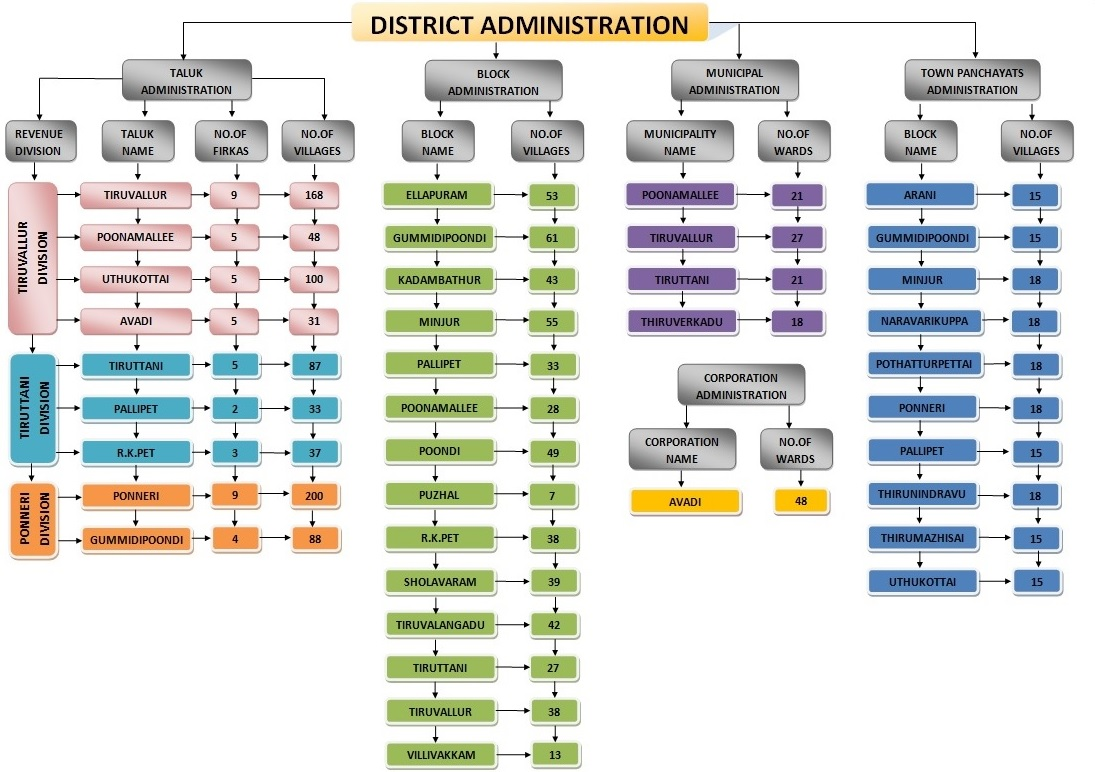 DISTRICT ADMINISTRATION
TALUK
ADMINISTRATION
BLOCK
ADMINISTRATION
MUNICIPAL
ADMINISTRATION
TOWN PANCHAYATS
ADMINISTRATION
REVENUE
DIVISION
TALUK
NAME
NO.OF
FIRKAS
NO.OF
VILLAGES
BLOCK
NAME
NO.OF
VILLAGES
MUNICIPALITY
NAME
NO.OF
WARDS
BLOCK
NAME
NO.OF
VILLAGES
TIRUVALLUR
DIVISION
TIRUVALLUR 9 168
POONAMALLEE 5 48
UTHUKOTTAI 5 100
AVADI 5 31
TIRUTTANI
DIVISION
TIRUTTANI 5 87
PALLIPET 2 33
R.K.PET 3 37
PONNERI
DIVISION
PONNERI 9 200
GUMMIDIPOONDI 4 88
ELLAPURAM 53
GUMMIDIPOONDI 61
KADAMBATHUR 43
MINJUR 55
PALLIPET 33
POONAMALLEE 28
POONDI 49
PUZHAL 7
R.K.PET 38
SHOLAVARAM 39
TIRUVALANGADU 42
TIRUTTANI 27
TIRUVALLUR 38
VILLIVAKKAM 13
POONAMALLEE 21
TIRUVALLUR 27
TIRUTTANI 21
THIRUVERKADU 18
CORPORATION
ADMINISTRATION
CORPORATION
NAME
NO.OF
WARDS
AVADI 48
ARANI 15
GUMMIDIPOONDI 15
MINJUR 18
NARAVARIKUPPA 18
POTHATTURPETTAI 18
PONNERI 18
PALLIPET 15
THIRUNINDRAVU 18
THIRUMAZHISAI 15
UTHUKOTTAI 15